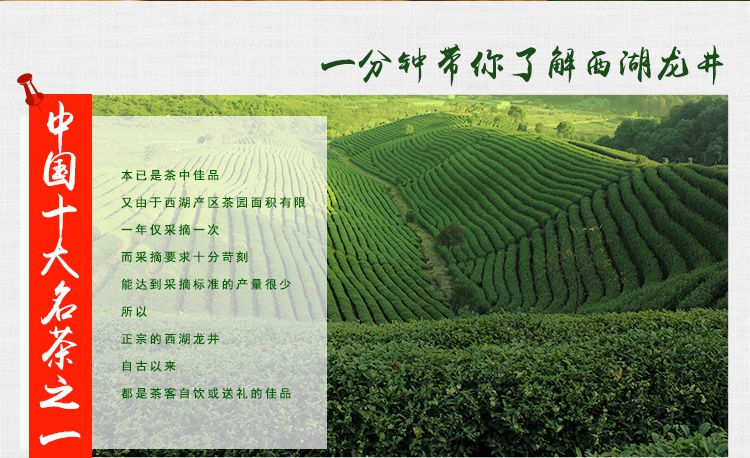 一分钟带你了解西湖龙井
中国十大名茶之一
本已是茶中佳品
又由于西湖产区茶园面积有限
一年仅采摘一次
而采摘要求十分苛刻
能达到采摘标准的产量很少
所以
正宗的西湖龙井
自古以来
都是茶客自饮或送礼的佳品